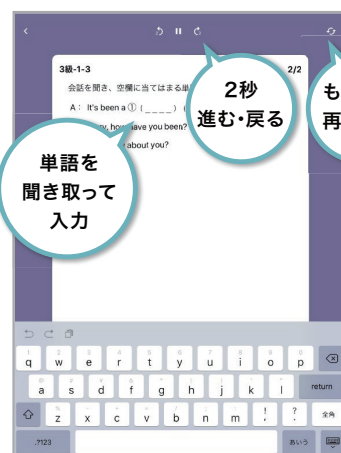 3級-1-3
2/2
会話を聞き、空欄に当てはまる単
A： It's been a ① ( _ _ _ _ ) (
have you been?
about you?
2秒
進む・戻る
も
再
単語を
聞き取って
入力
q w e r t y u i o p
a s d f g h j k l return
z x c v b n m ! , ? . 全角
.?123 あいう